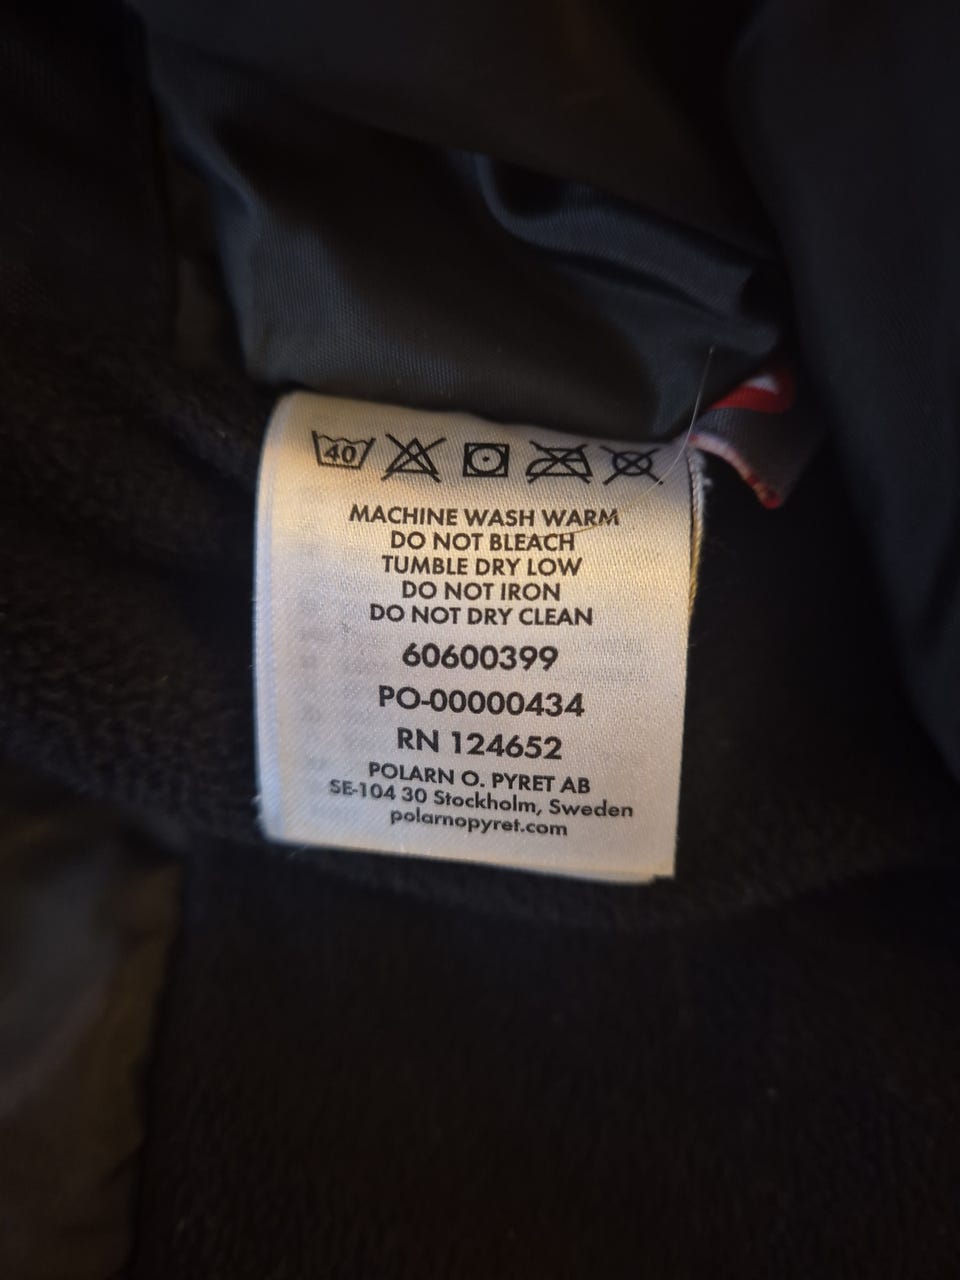 40
MACHINE WASH WARM
DO NOT BLEACH
TUMBLE DRY LOW
DO NOT IRON
DO NOT DRY CLEAN
60600399
PO-00000434
RN 124652
POLARN O. PYRET AB
SE-104 30 Stockholm, Sweden
polarnopyret.com